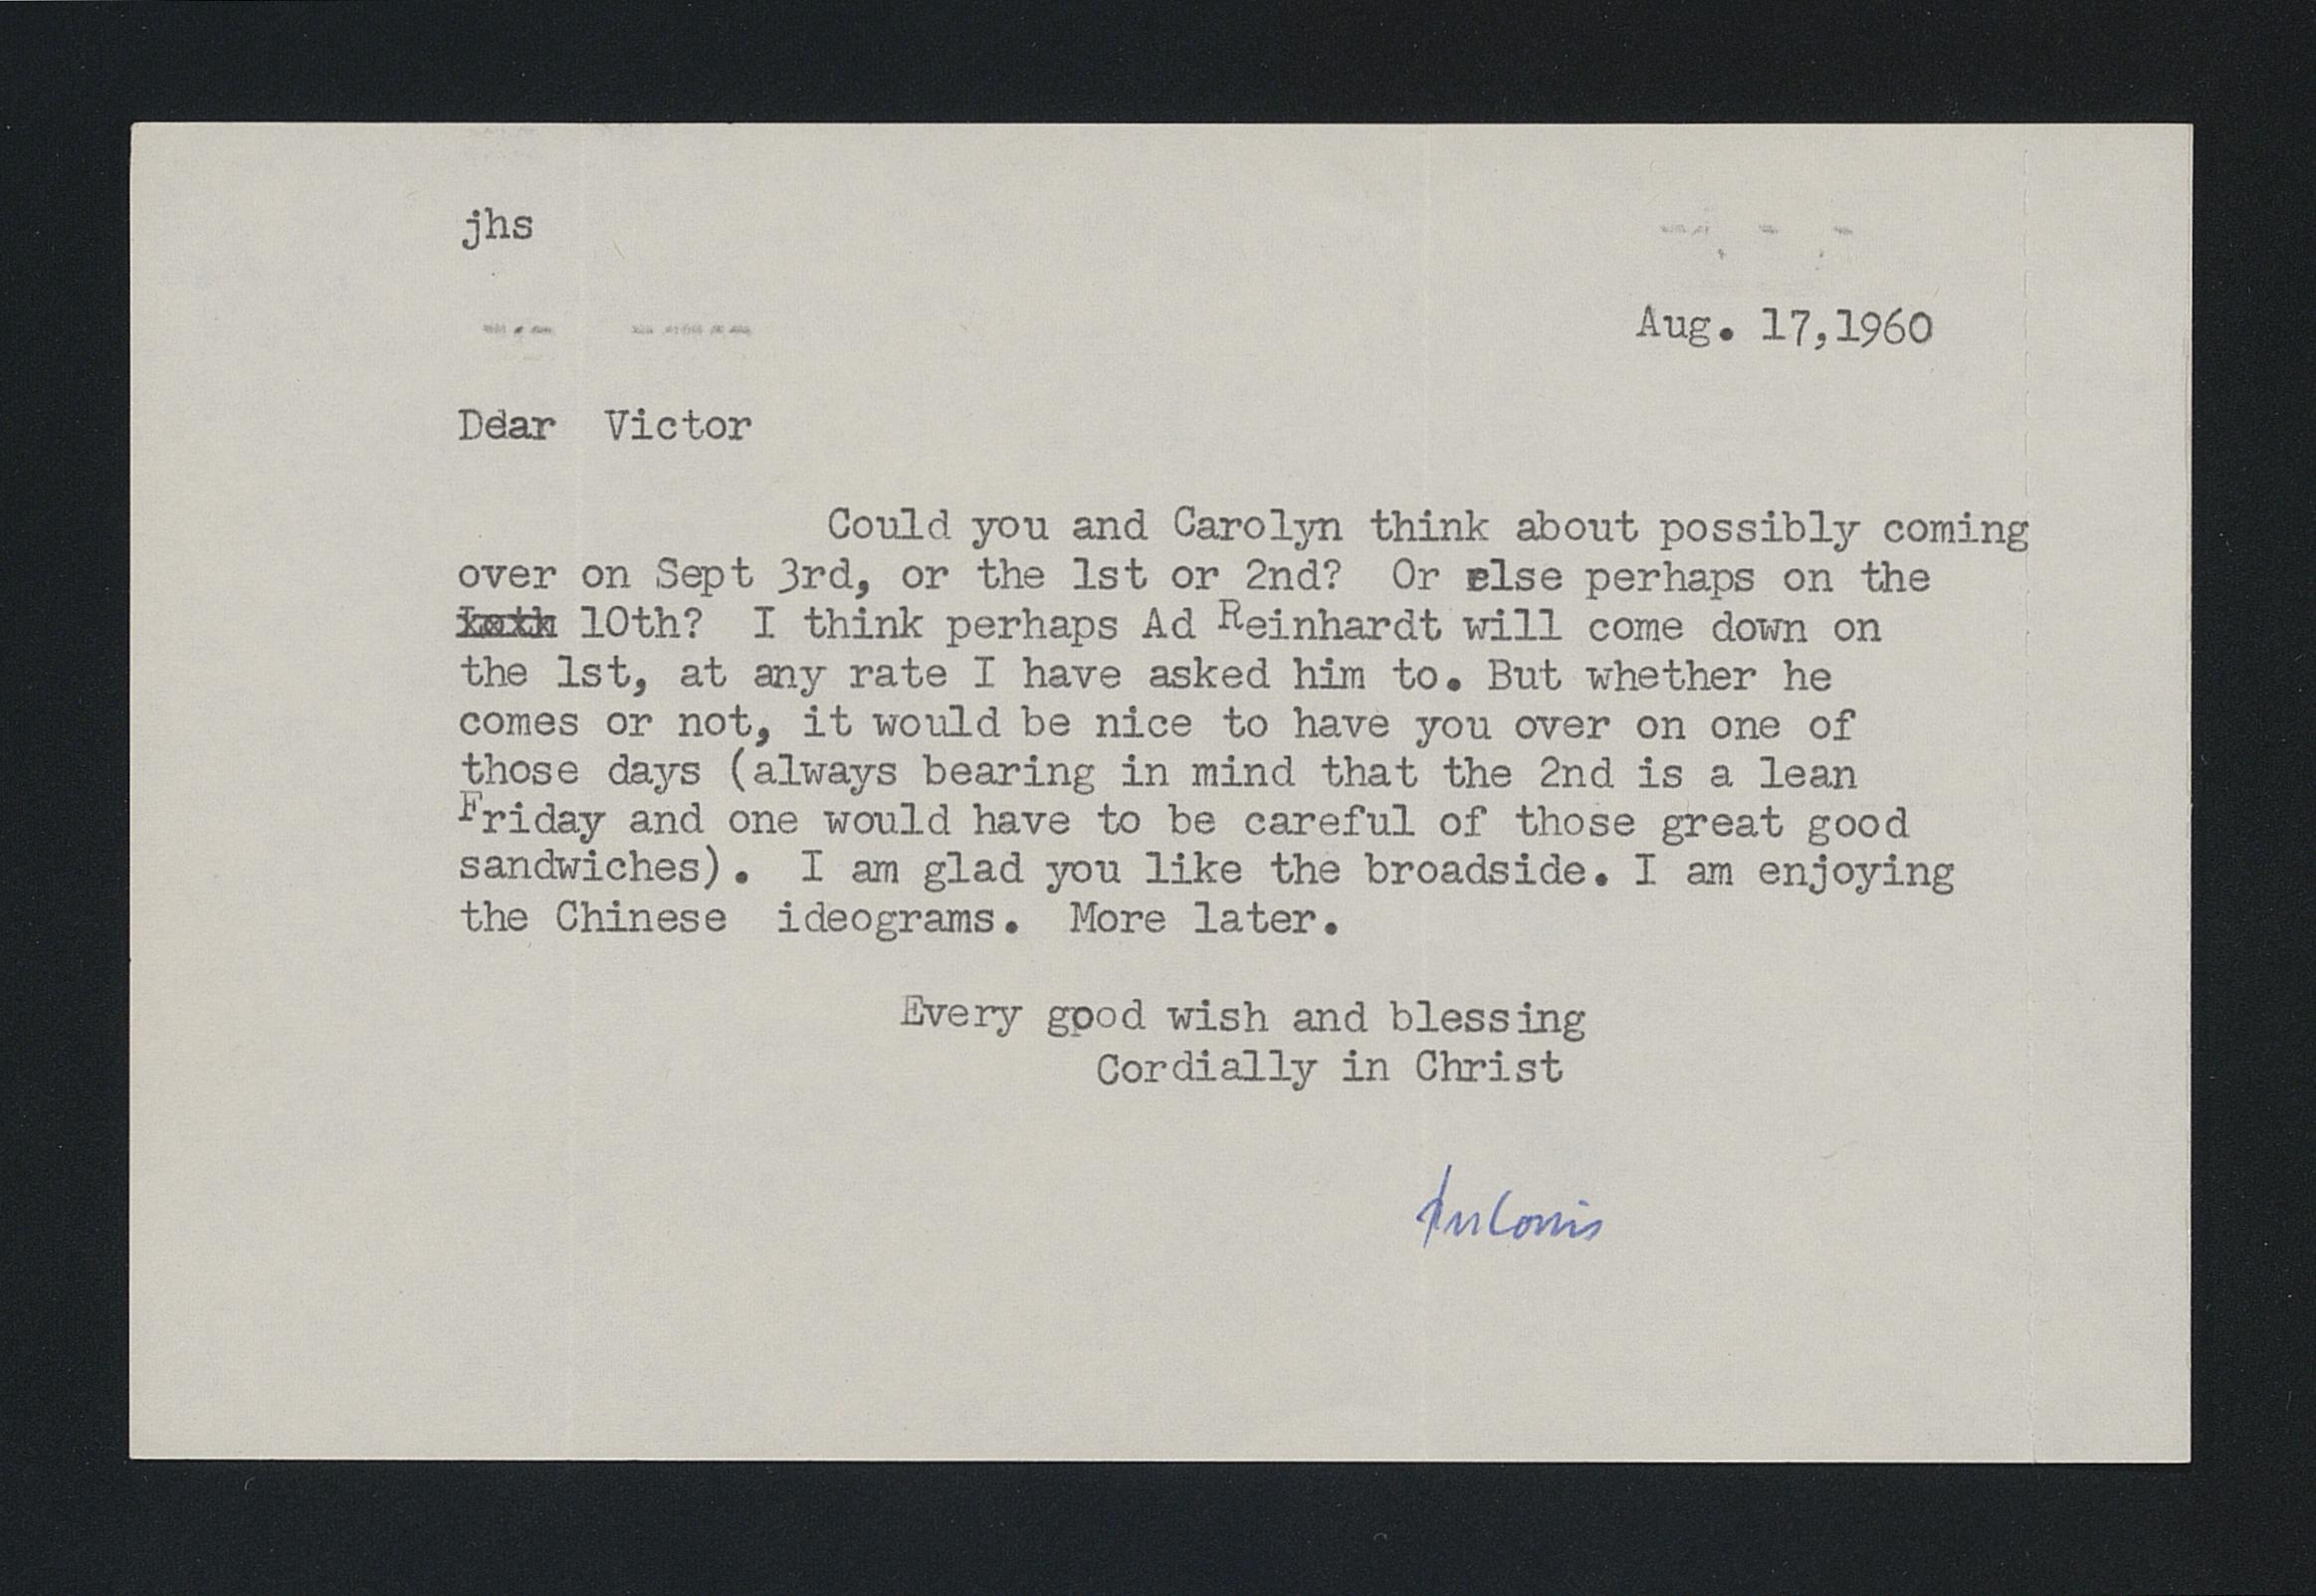 jhs
Aug. 17,1960
Dear Victor
Could you and Carolyn think about possibly coming
over on Sept 3rd, or the 1st or 2nd? Or else perhaps on the
10th? I think perhaps Ad Reinhardt will come down on
the 1st, at any rate I have asked him to. But whether he
comes or not, it would be nice to have you over on one of
those days (always bearing in mind that the 2nd is a lean
Friday and one would have to be careful of those great good
sandwiches). I am glad you like the broadside. I am enjoying
the Chinese ideograms. More later.
Every good wish and blessing
Cordially in Christ
fr Louis